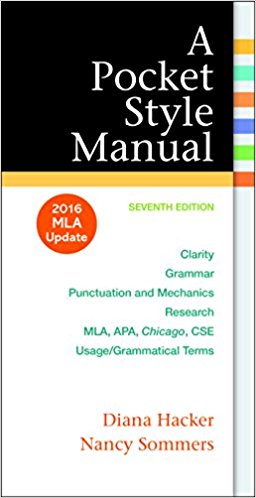 A
Pocket
Style
Manual
2016
MLA
Update
SEVENTH EDITION
Clarity
Grammar
Punctuation and Mechanics
Research
MLA, APA, Chicago, CSE
Usage/Grammatical Terms
Diana Hacker
Nancy Sommers